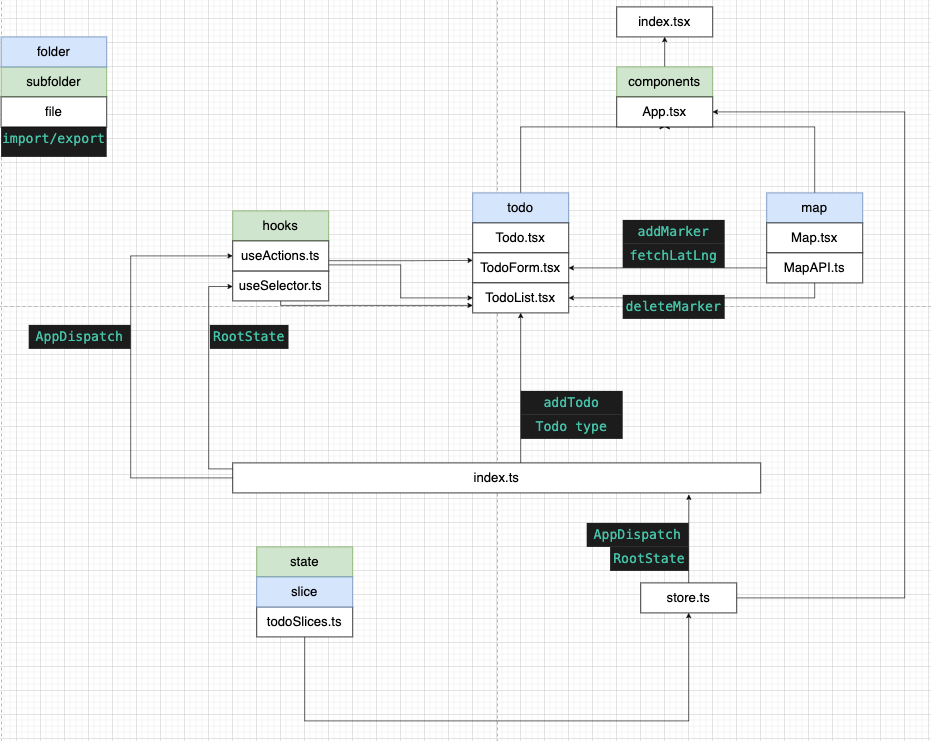 index.tsx
folder
subfolder
file
import/export
components
App.tsx
hooks
useActions.ts
useSelector.ts
todo
Todo.tsx
TodoForm.tsx
TodoList.tsx
addMarker
fetchLatLng
deleteMarker
map
Map.tsx
MapAPI.ts
AppDispatch
RootState
addTodo
Todo type
index.ts
AppDispatch
RootState
state
slice
todoSlices.ts
store.ts